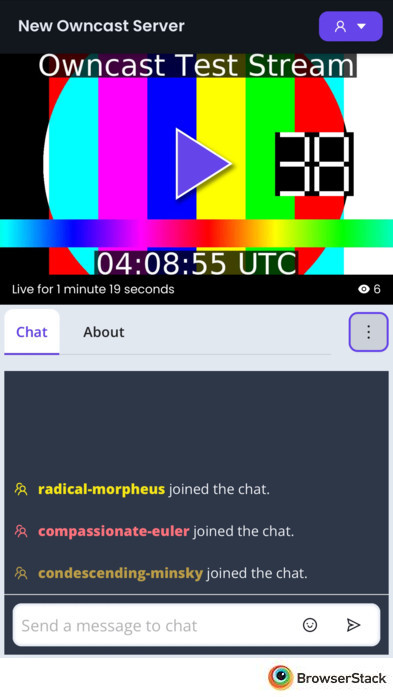 New Owncast Server
Owncast Test Stream
38
04:08:55 UTC
Live for 1 minute 19 seconds
6
Chat
About
radical-morpheus joined the chat.
compassionate-euler joined the chat.
condescending-minsky joined the chat.
Send a message to chat
BrowserStack